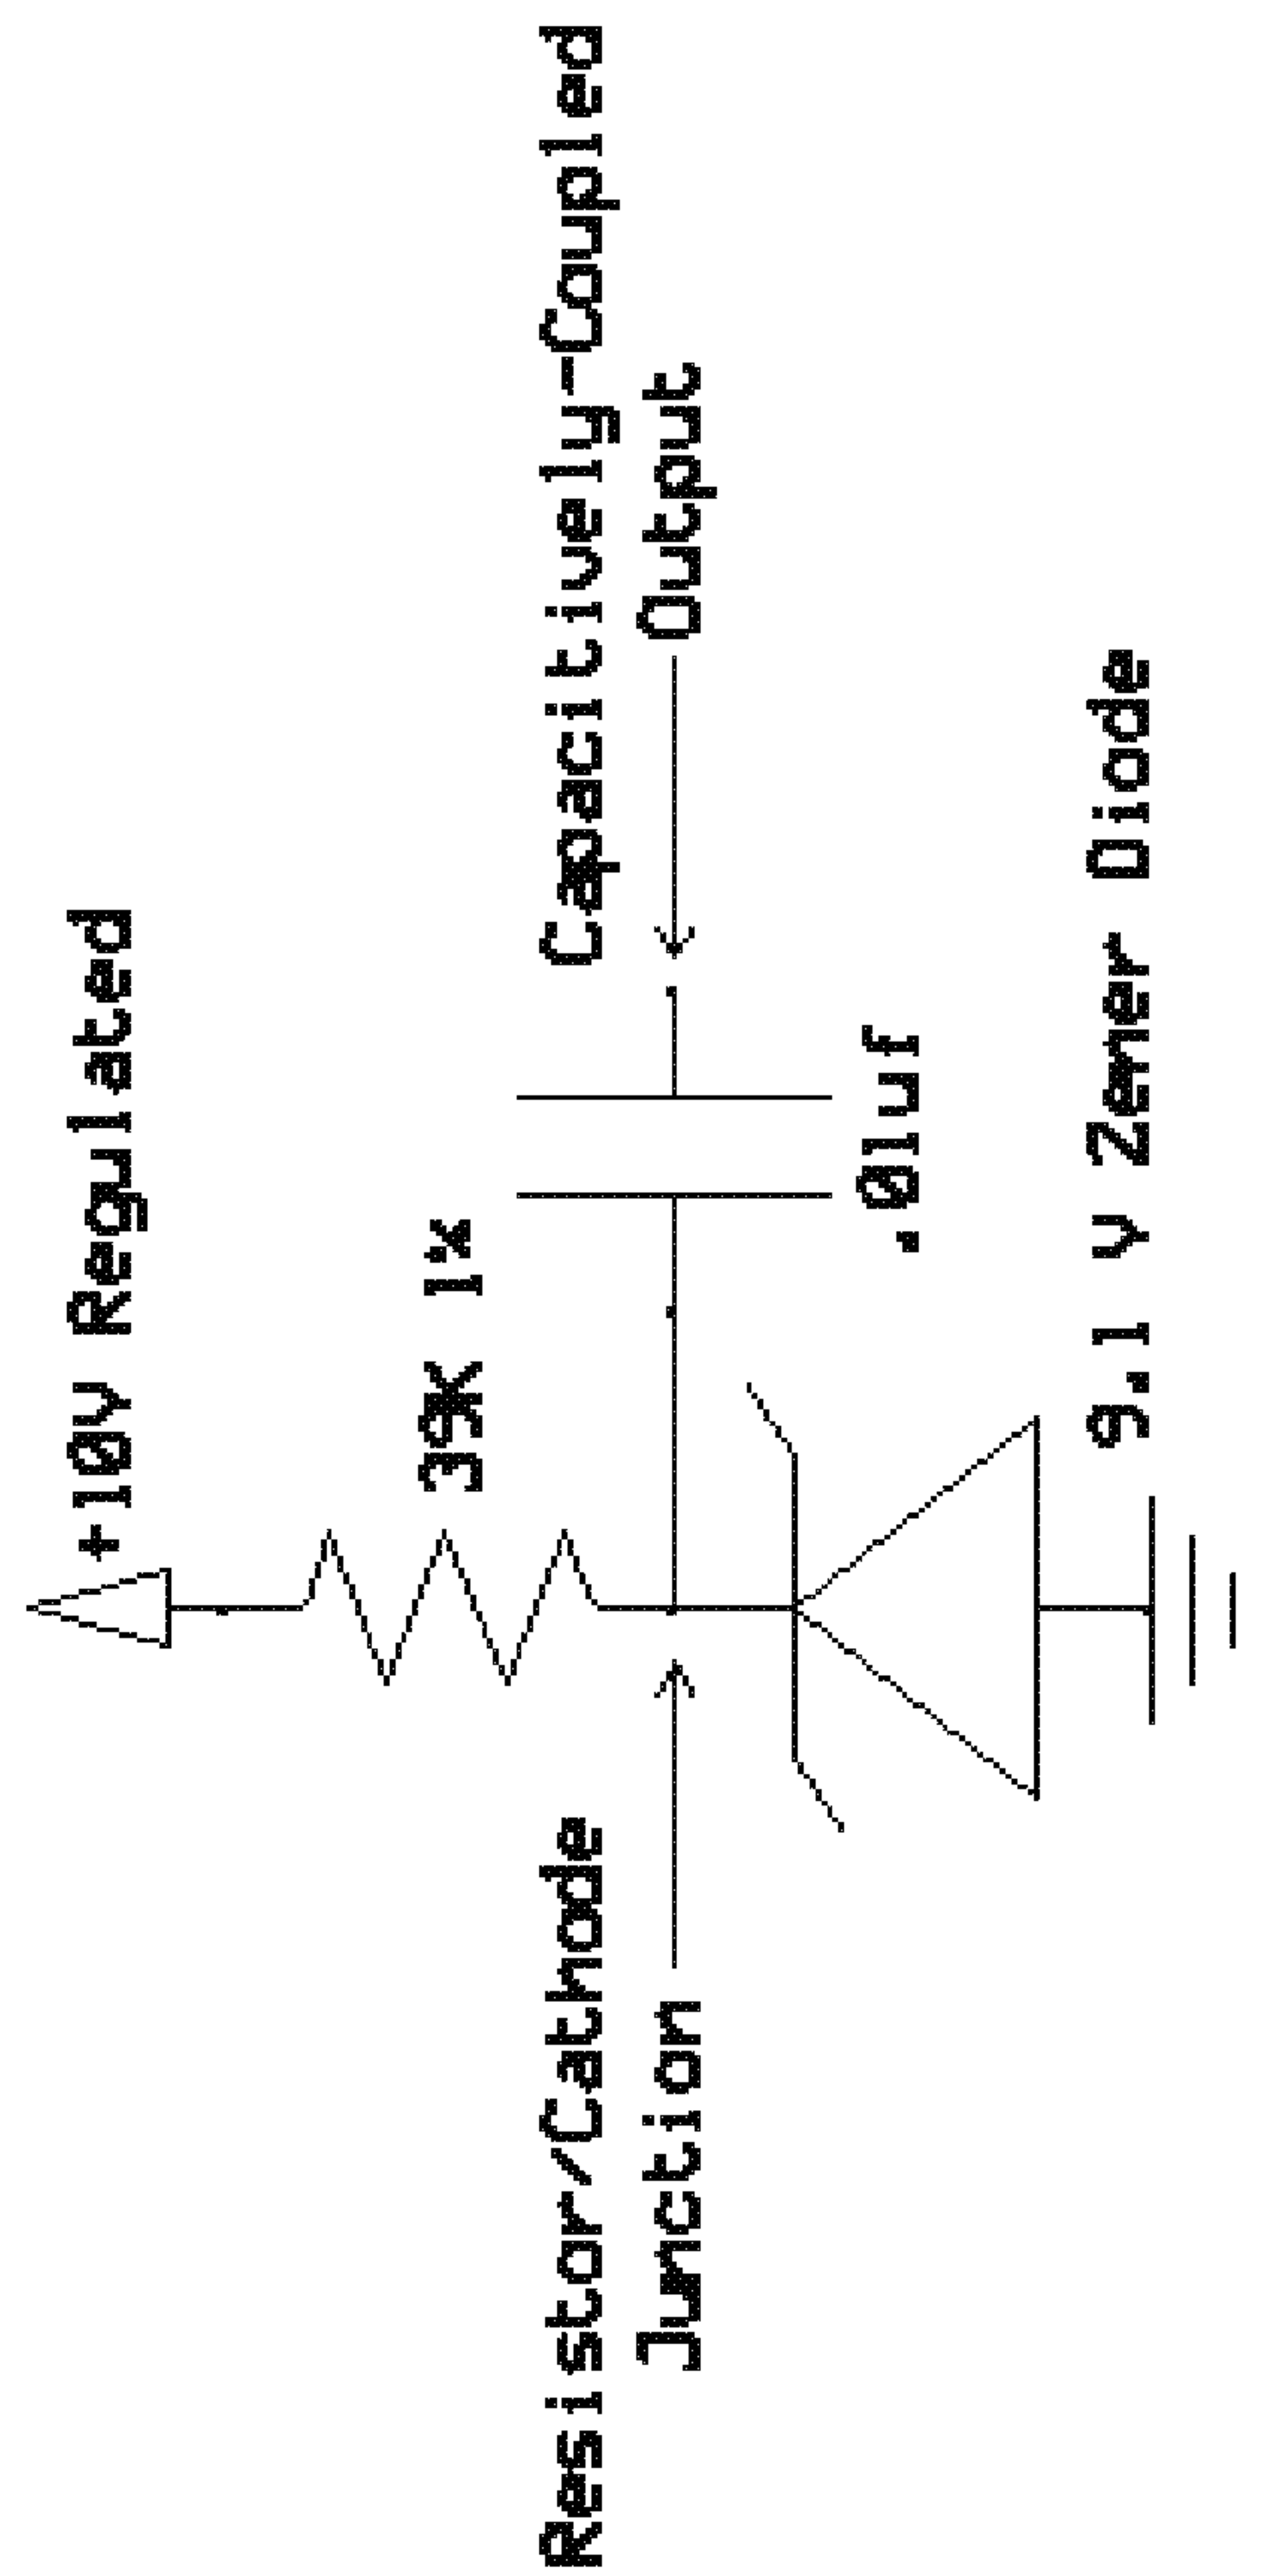 +10V Regulated
39K 1%
Resistor/Cathode
Junction
Capacitively-Coupled
Output
.01uf
9.1 V Zener Diode